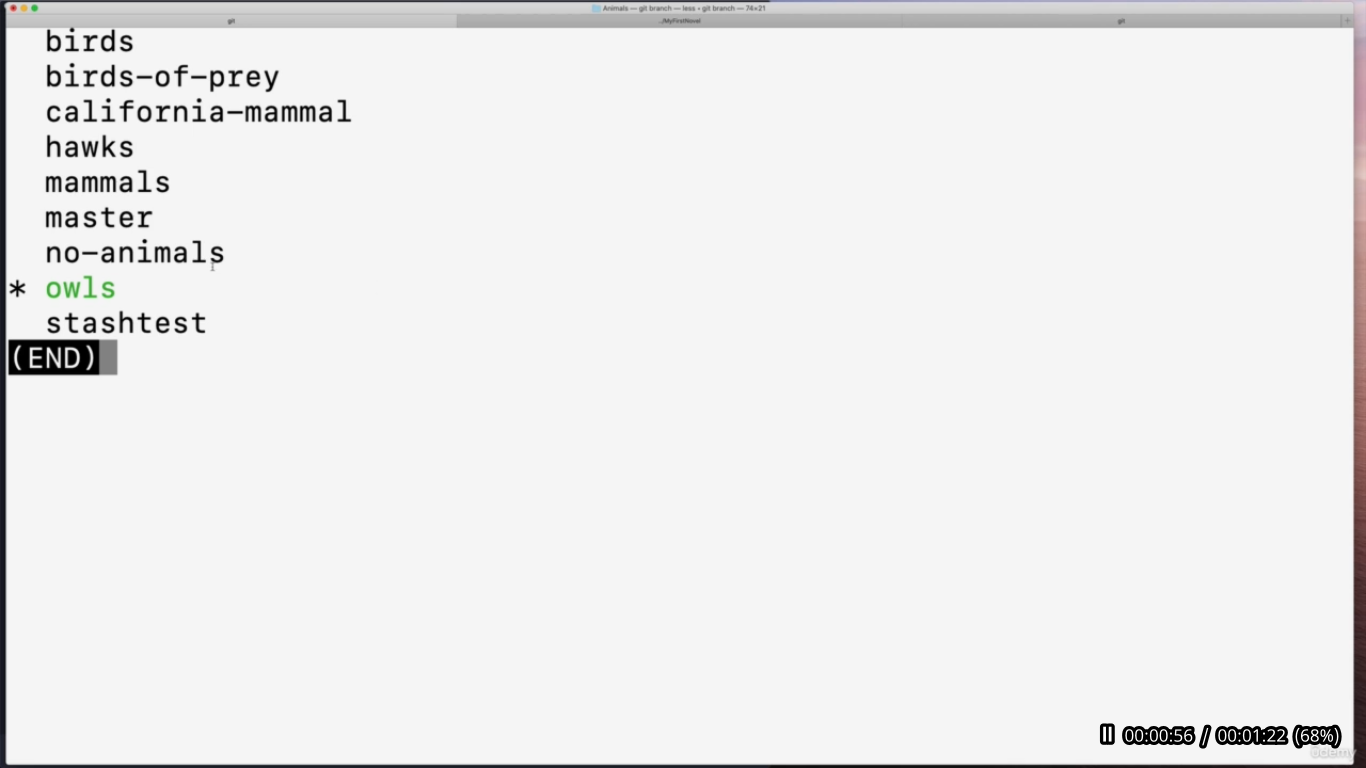 Animals — git branch — less ◂ git branch — 74×21
git
../MyFirstNovel
git
+
birds
birds-of-prey
california-mammal
hawks
mammals
master
no-animals
* owls
stashtest
(END)
00:00:56 / 00:01:22 (68%)
udemy